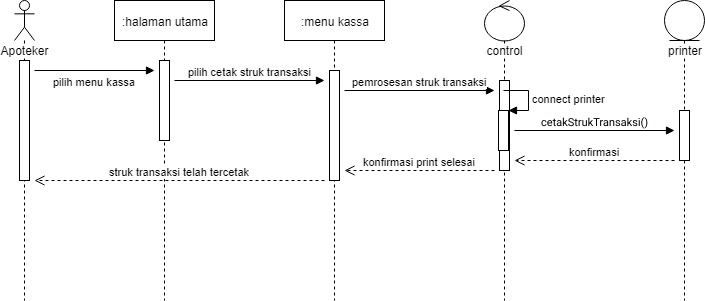 :halaman utama
:menu kassa
Apoteker
control
printer
pilih menu kassa
pilih cetak struk transaksi
pemrosesan struk transaksi
connect printer
cetakStrukTransaksi()
konfirmasi
konfirmasi print selesai
struk transaksi telah tercetak